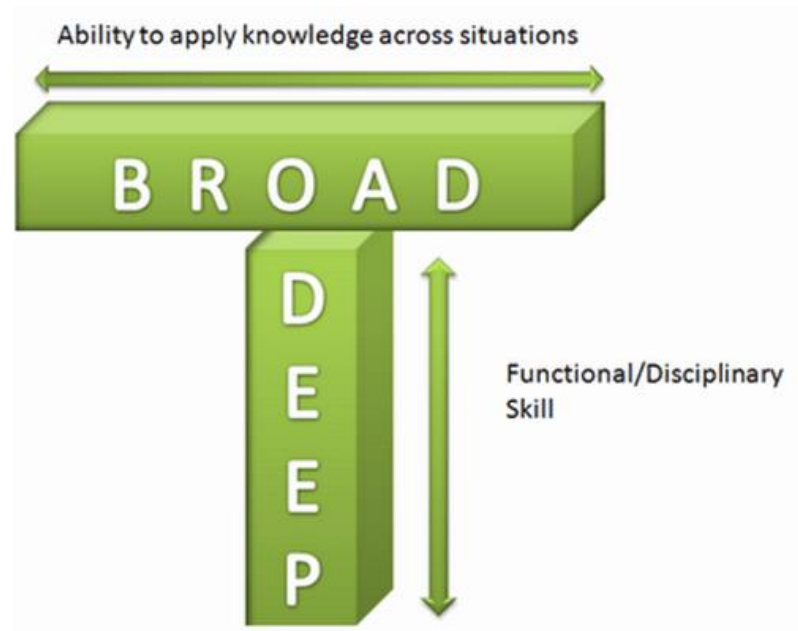 Ability to apply knowledge across situations
B R O A D
D
E
E
P
Functional/Disciplinary
Skill